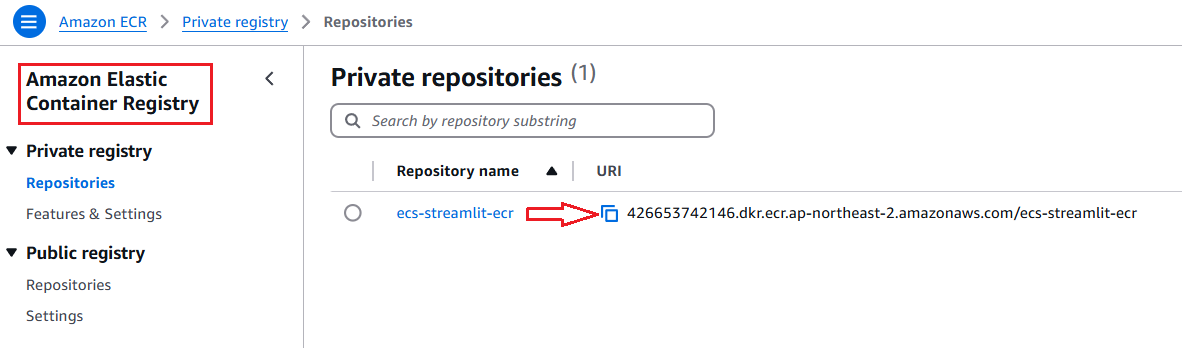 Amazon ECR > Private registry > Repositories
Amazon Elastic
Container Registry
Private registry
Repositories
Features & Settings
Public registry
Repositories
Settings
Private repositories (1)
Search by repository substring
Repository name URI
ecs-streamlit-ecr 426653742146.dkr.ecr.ap-northeast-2.amazonaws.com/ecs-streamlit-ecr